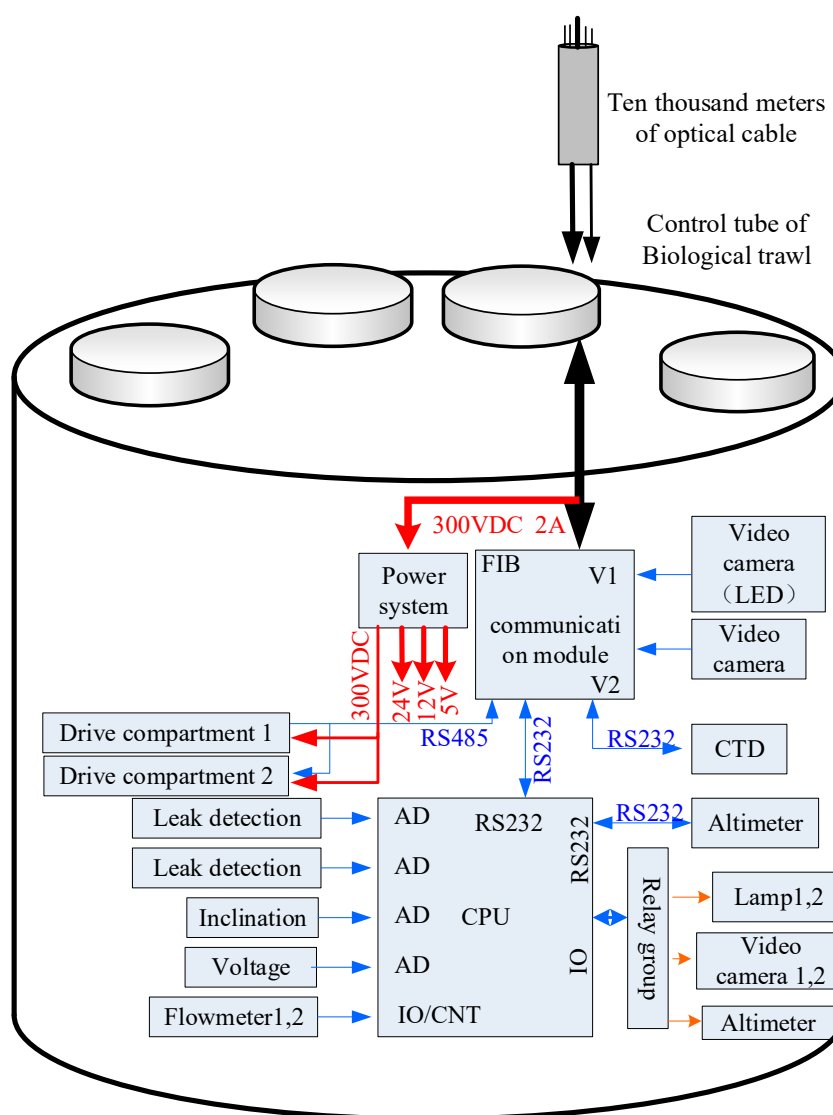 Ten thousand meters
of optical cable
Control tube of
Biological trawl
300VDC 2A
Power
system
FIB
V1
communicati
on module
V2
Video
camera
（LED）
Video
camera
300VDC
24V
12V
5V
Drive compartment 1
Drive compartment 2
RS485
RS232
RS232
CTD
Leak detection
Leak detection
Inclination
Voltage
Flowmeter1,2
AD
AD
AD
AD
IO/CNT
CPU
RS232
RS232
IO
RS232
Altimeter
Relay group
Lamp1,2
Video
camera 1,2
Altimeter